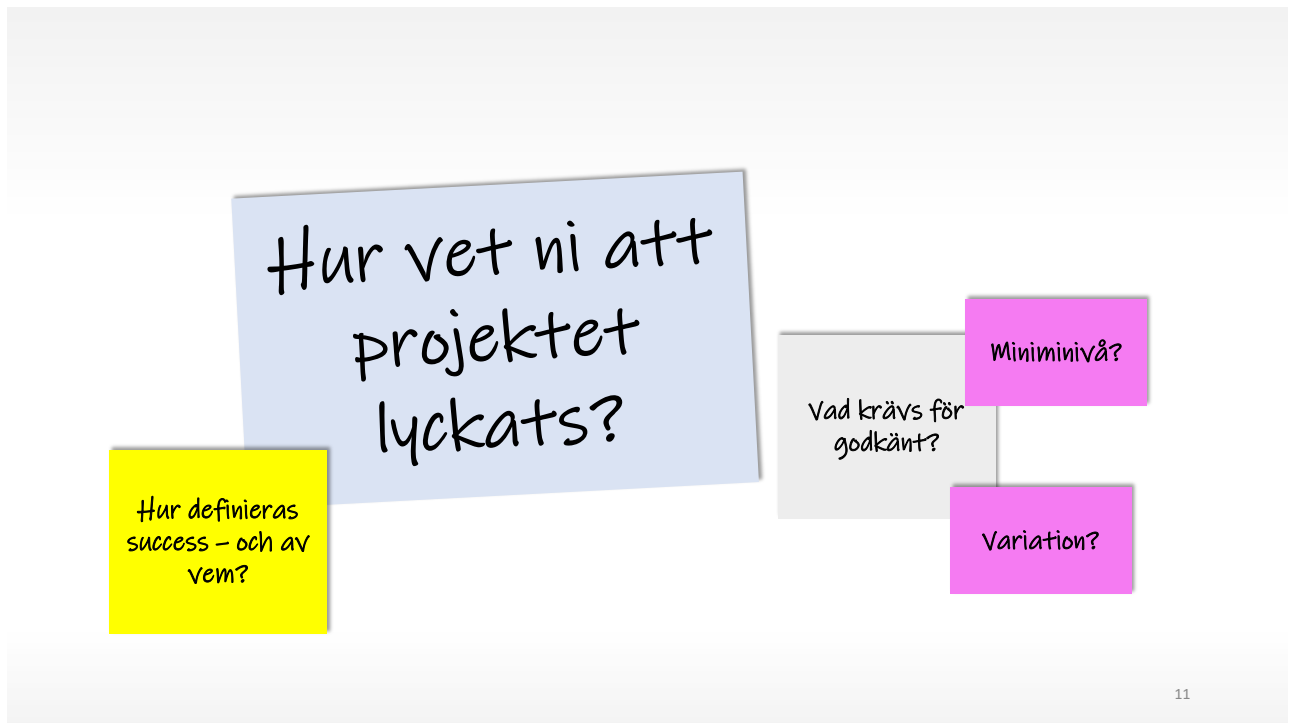 Hur vet ni att
projektet
lyckats?
Hur definieras
success – och av
vem?
Vad krävs för
godkänt?
Miniminivå?
Variation?
11